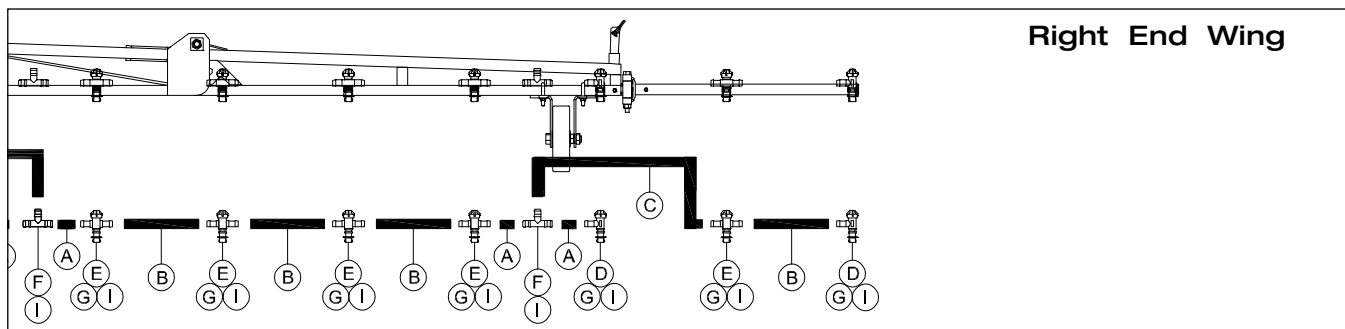 Right End Wing
C
A A A
B B B B
F E E E E F D E D
G I G I G I G I G I G I G I
I I